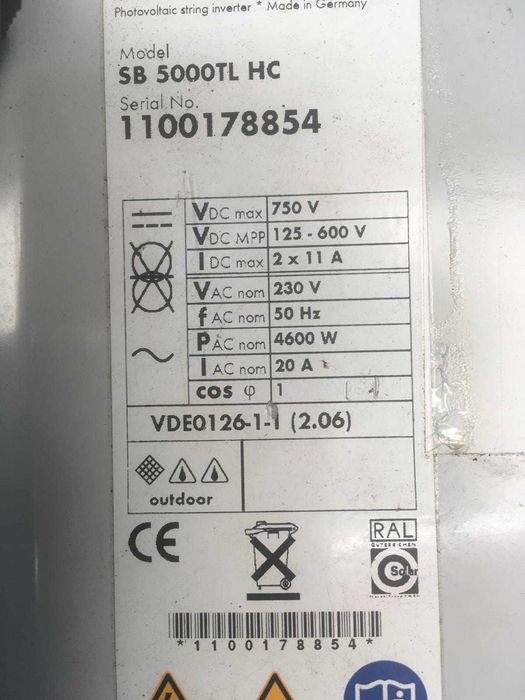 Photovoltaic string inverter * Made in Germany
Model
SB 5000TL HC
Serial No.
1100178854
VDC max 750 V
VDC MPP 125 - 600 V
IDC max 2 x 11 A
VAC nom 230 V
fAC nom 50 Hz
PAC nom 4600 W
IAC nom 20 A
cos φ 1
VDE0126-1-1 (2.06)
outdoor
CE
RAL
GÜTEZEICHEN
Solar
*1100178854*